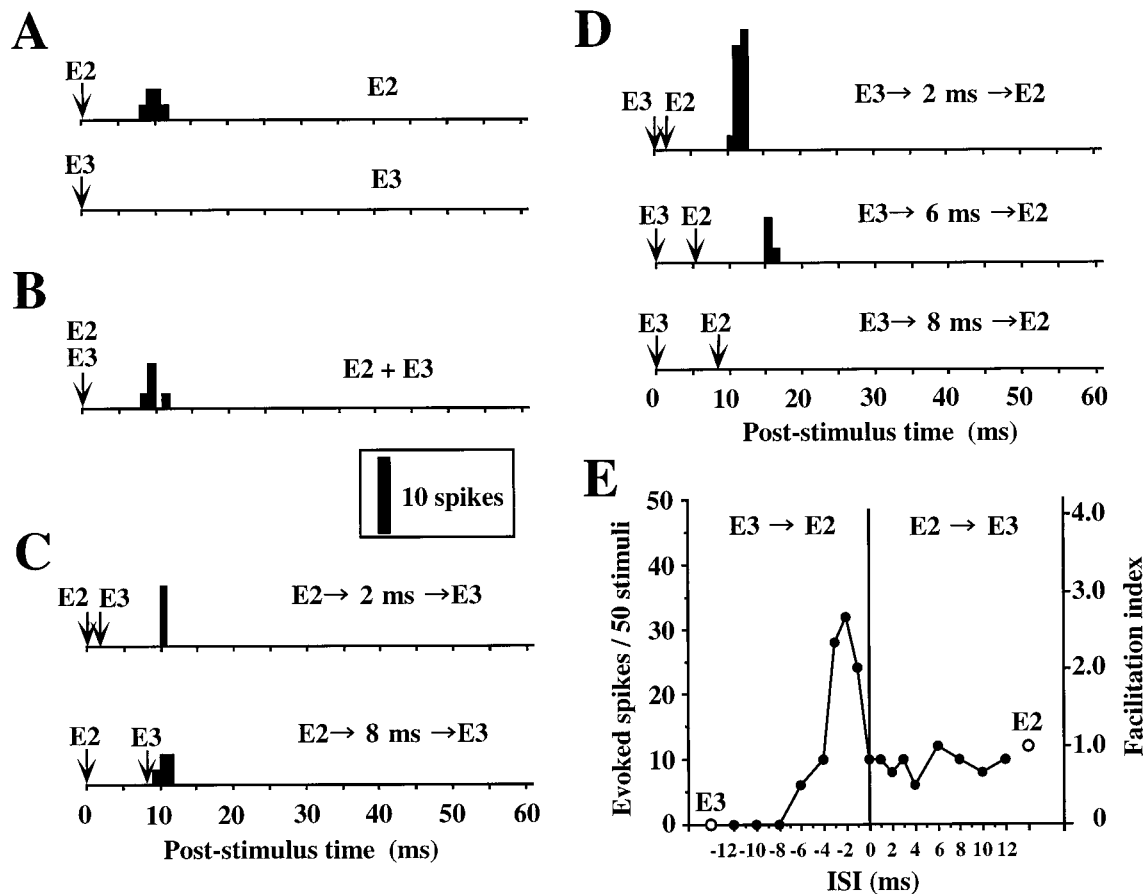 A
E2
E2
E3
E3
B
E2
E3
E2 + E3
10 spikes
C
E2 E3
E2→ 2 ms →E3
E2 E3
E2→ 8 ms →E3
0 10 20 30 40 50 60
Post-stimulus time (ms)
D
E3 E2
E3→ 2 ms →E2
E3 E2
E3→ 6 ms →E2
E3 E2
E3→ 8 ms →E2
0 10 20 30 40 50 60
Post-stimulus time (ms)
E
E3 → E2
E2 → E3
Evoked spikes / 50 stimuli
50
40
30
20
10
0
Facilitation index
4.0
3.0
2.0
1.0
0
E3
E2
-12 -10 -8 -6 -4 -2 0 2 4 6 8 10 12
ISI (ms)